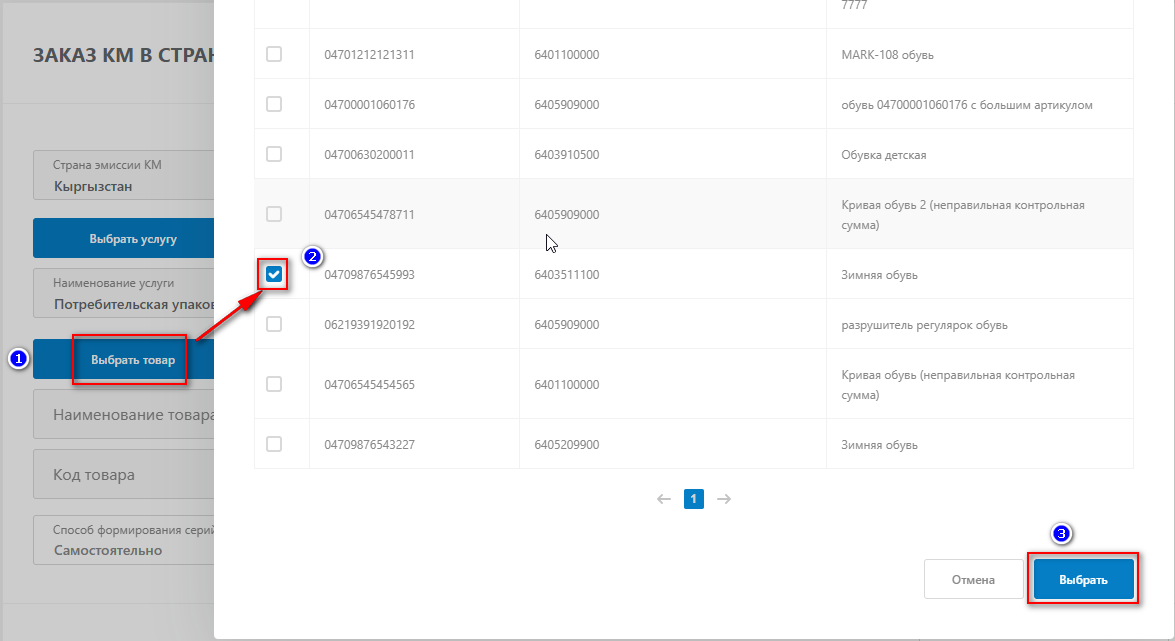 ЗАКАЗ КМ В СТРАН
Страна эмиссии КМ
Кыргызстан
Выбрать услугу
Наименование услуги
Потребительская упаков
1
Выбрать товар
Наименование товара
Код товара
Способ формирования серий
Самостоятельно
7777
04701212121311 6401100000 MARK-108 обувь
04700001060176 6405909000 обувь 04700001060176 с большим артикулом
04700630200011 6403910500 Обувка детская
04706545478711 6405909000 Кривая обувь 2 (неправильная контрольная
сумма)
2
04709876545993 6403511100 Зимняя обувь
06219391920192 6405909000 разрушитель регулярок обувь
04706545454565 6401100000 Кривая обувь (неправильная контрольная
сумма)
04709876543227 6405209900 Зимняя обувь
← 1 →
3
Отмена Выбрать